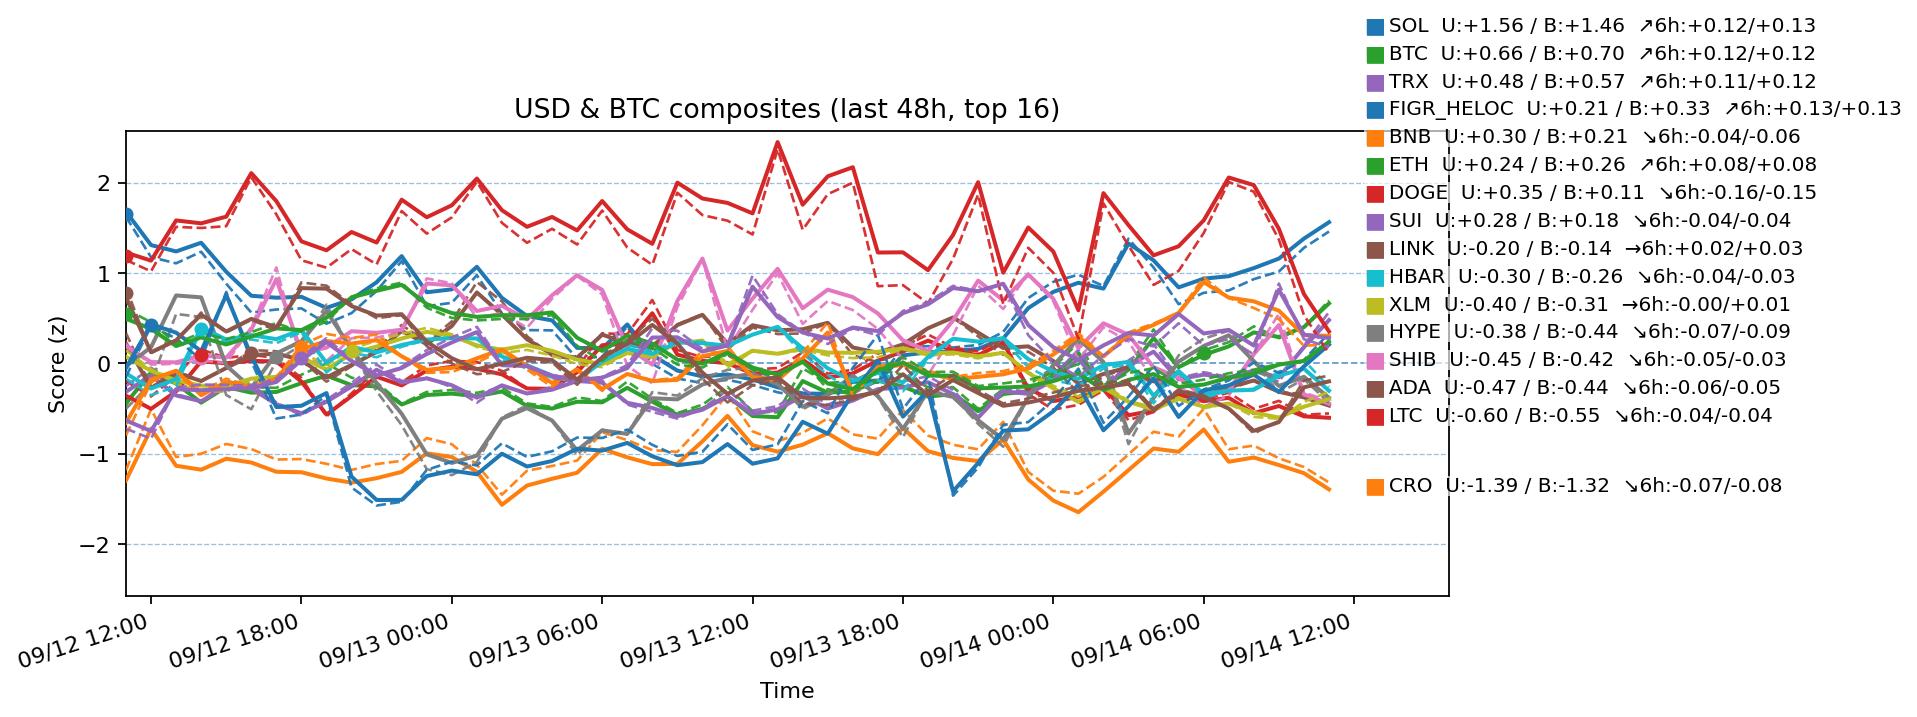 SOL U:+1.56 / B:+1.46 ↗6h:+0.12/+0.13
BTC U:+0.66 / B:+0.70 ↗6h:+0.12/+0.12
TRX U:+0.48 / B:+0.57 ↗6h:+0.11/+0.12
FIGR_HELOC U:+0.21 / B:+0.33 ↗6h:+0.13/+0.13
BNB U:+0.30 / B:+0.21 ↘6h:-0.04/-0.06
ETH U:+0.24 / B:+0.26 ↗6h:+0.08/+0.08
DOGE U:+0.35 / B:+0.11 ↘6h:-0.16/-0.15
SUI U:+0.28 / B:+0.18 ↘6h:-0.04/-0.04
LINK U:-0.20 / B:-0.14 →6h:+0.02/+0.03
HBAR U:-0.30 / B:-0.26 ↘6h:-0.04/-0.03
XLM U:-0.40 / B:-0.31 →6h:-0.00/+0.01
HYPE U:-0.38 / B:-0.44 ↘6h:-0.07/-0.09
SHIB U:-0.45 / B:-0.42 ↘6h:-0.05/-0.03
ADA U:-0.47 / B:-0.44 ↘6h:-0.06/-0.05
LTC U:-0.60 / B:-0.55 ↘6h:-0.04/-0.04
CRO U:-1.39 / B:-1.32 ↘6h:-0.07/-0.08
USD & BTC composites (last 48h, top 16)
Score (z)
2
1
0
−1
−2
09/12 12:00
09/12 18:00
09/13 00:00
09/13 06:00
09/13 12:00
09/13 18:00
09/14 00:00
09/14 06:00
09/14 12:00
Time